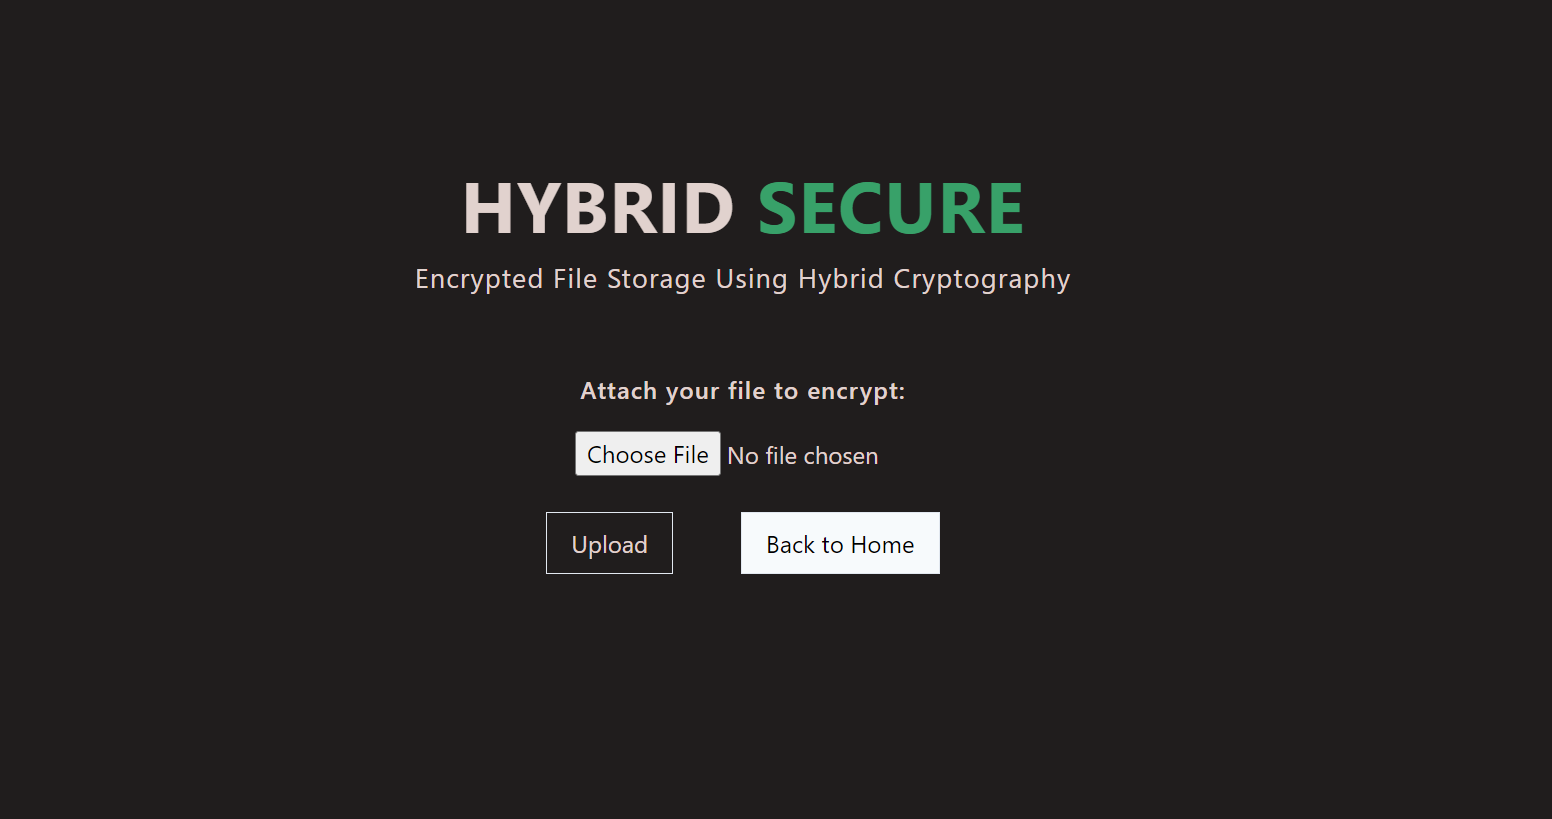 HYBRID SECURE
Encrypted File Storage Using Hybrid Cryptography
Attach your file to encrypt:
Choose File No file chosen
Upload Back to Home